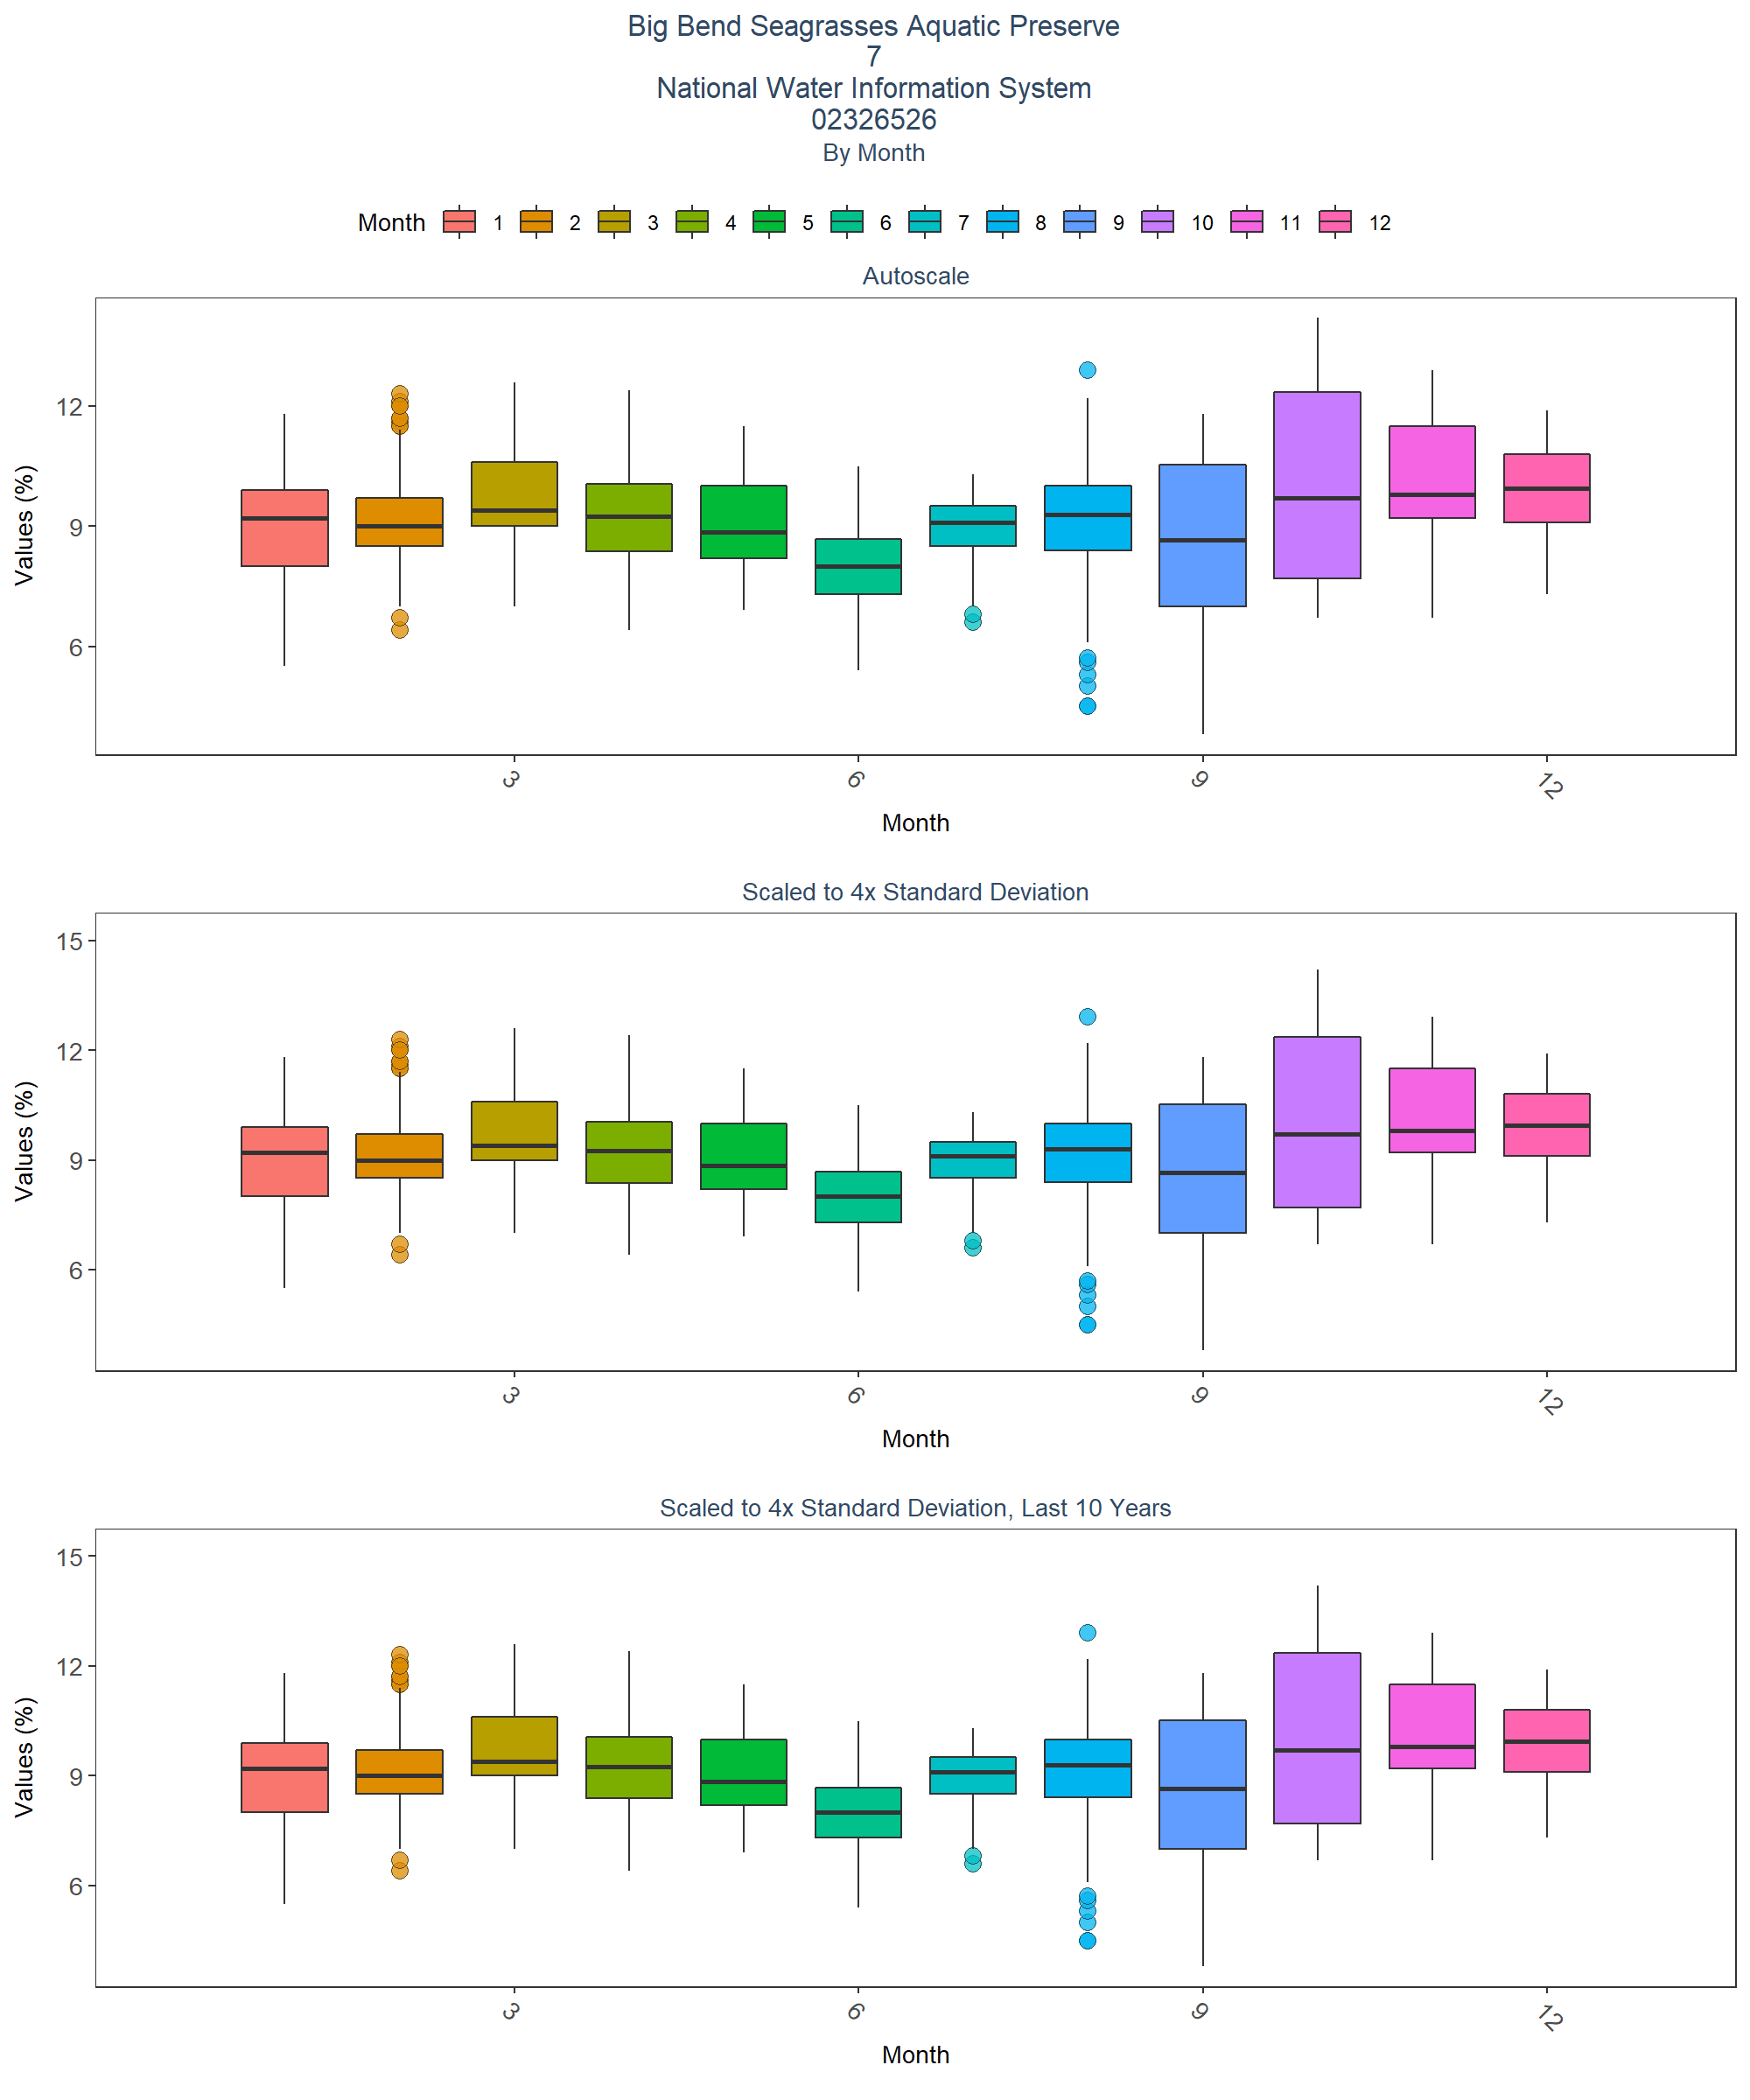 Big Bend Seagrasses Aquatic Preserve
7
National Water Information System
02326526
By Month
Month 1 2 3 4 5 6 7 8 9 10 11 12
Autoscale
Values (%)
12
9
6
3 6 9 12
Month
Scaled to 4x Standard Deviation
Values (%)
15
12
9
6
3 6 9 12
Month
Scaled to 4x Standard Deviation, Last 10 Years
Values (%)
15
12
9
6
3 6 9 12
Month